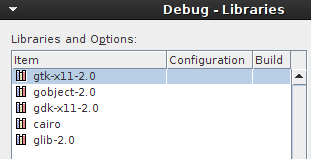 Debug - Libraries
Libraries and Options:
Item Configuration Build
gtk-x11-2.0
gobject-2.0
gdk-x11-2.0
cairo
glib-2.0